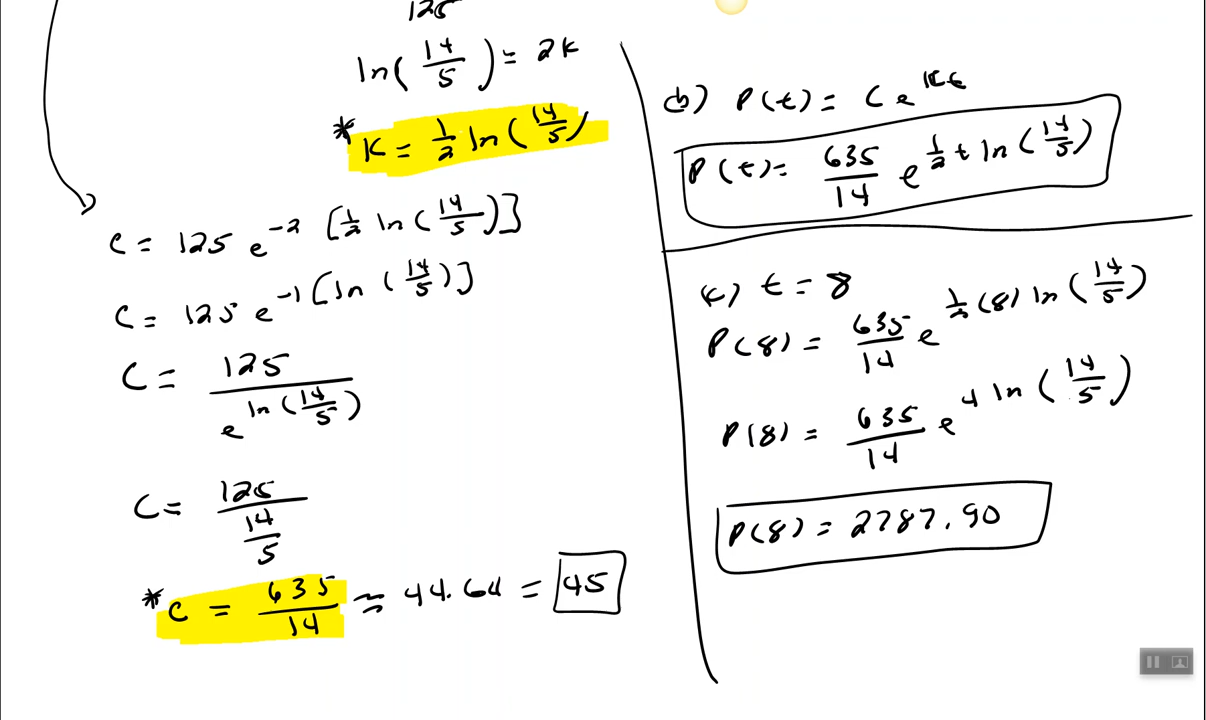 125
ln(14/5) = 2k
* k = 1/2 ln(14/5)
C = 125 e^-2 [1/2 ln(14/5)]
C = 125 e^-1 [ln(14/5)]
C = 125 / e^ln(14/5)
C = 125 / (14/5)
* C = 635/14 ≈ 44.64 = 45
(b) P(t) = C e^kt
P(t) = 635/14 e^1/2 t ln(14/5)
(c) t = 8
P(8) = 635/14 e^1/2 (8) ln(14/5)
P(8) = 635/14 e^4 ln(14/5)
P(8) = 2787.90